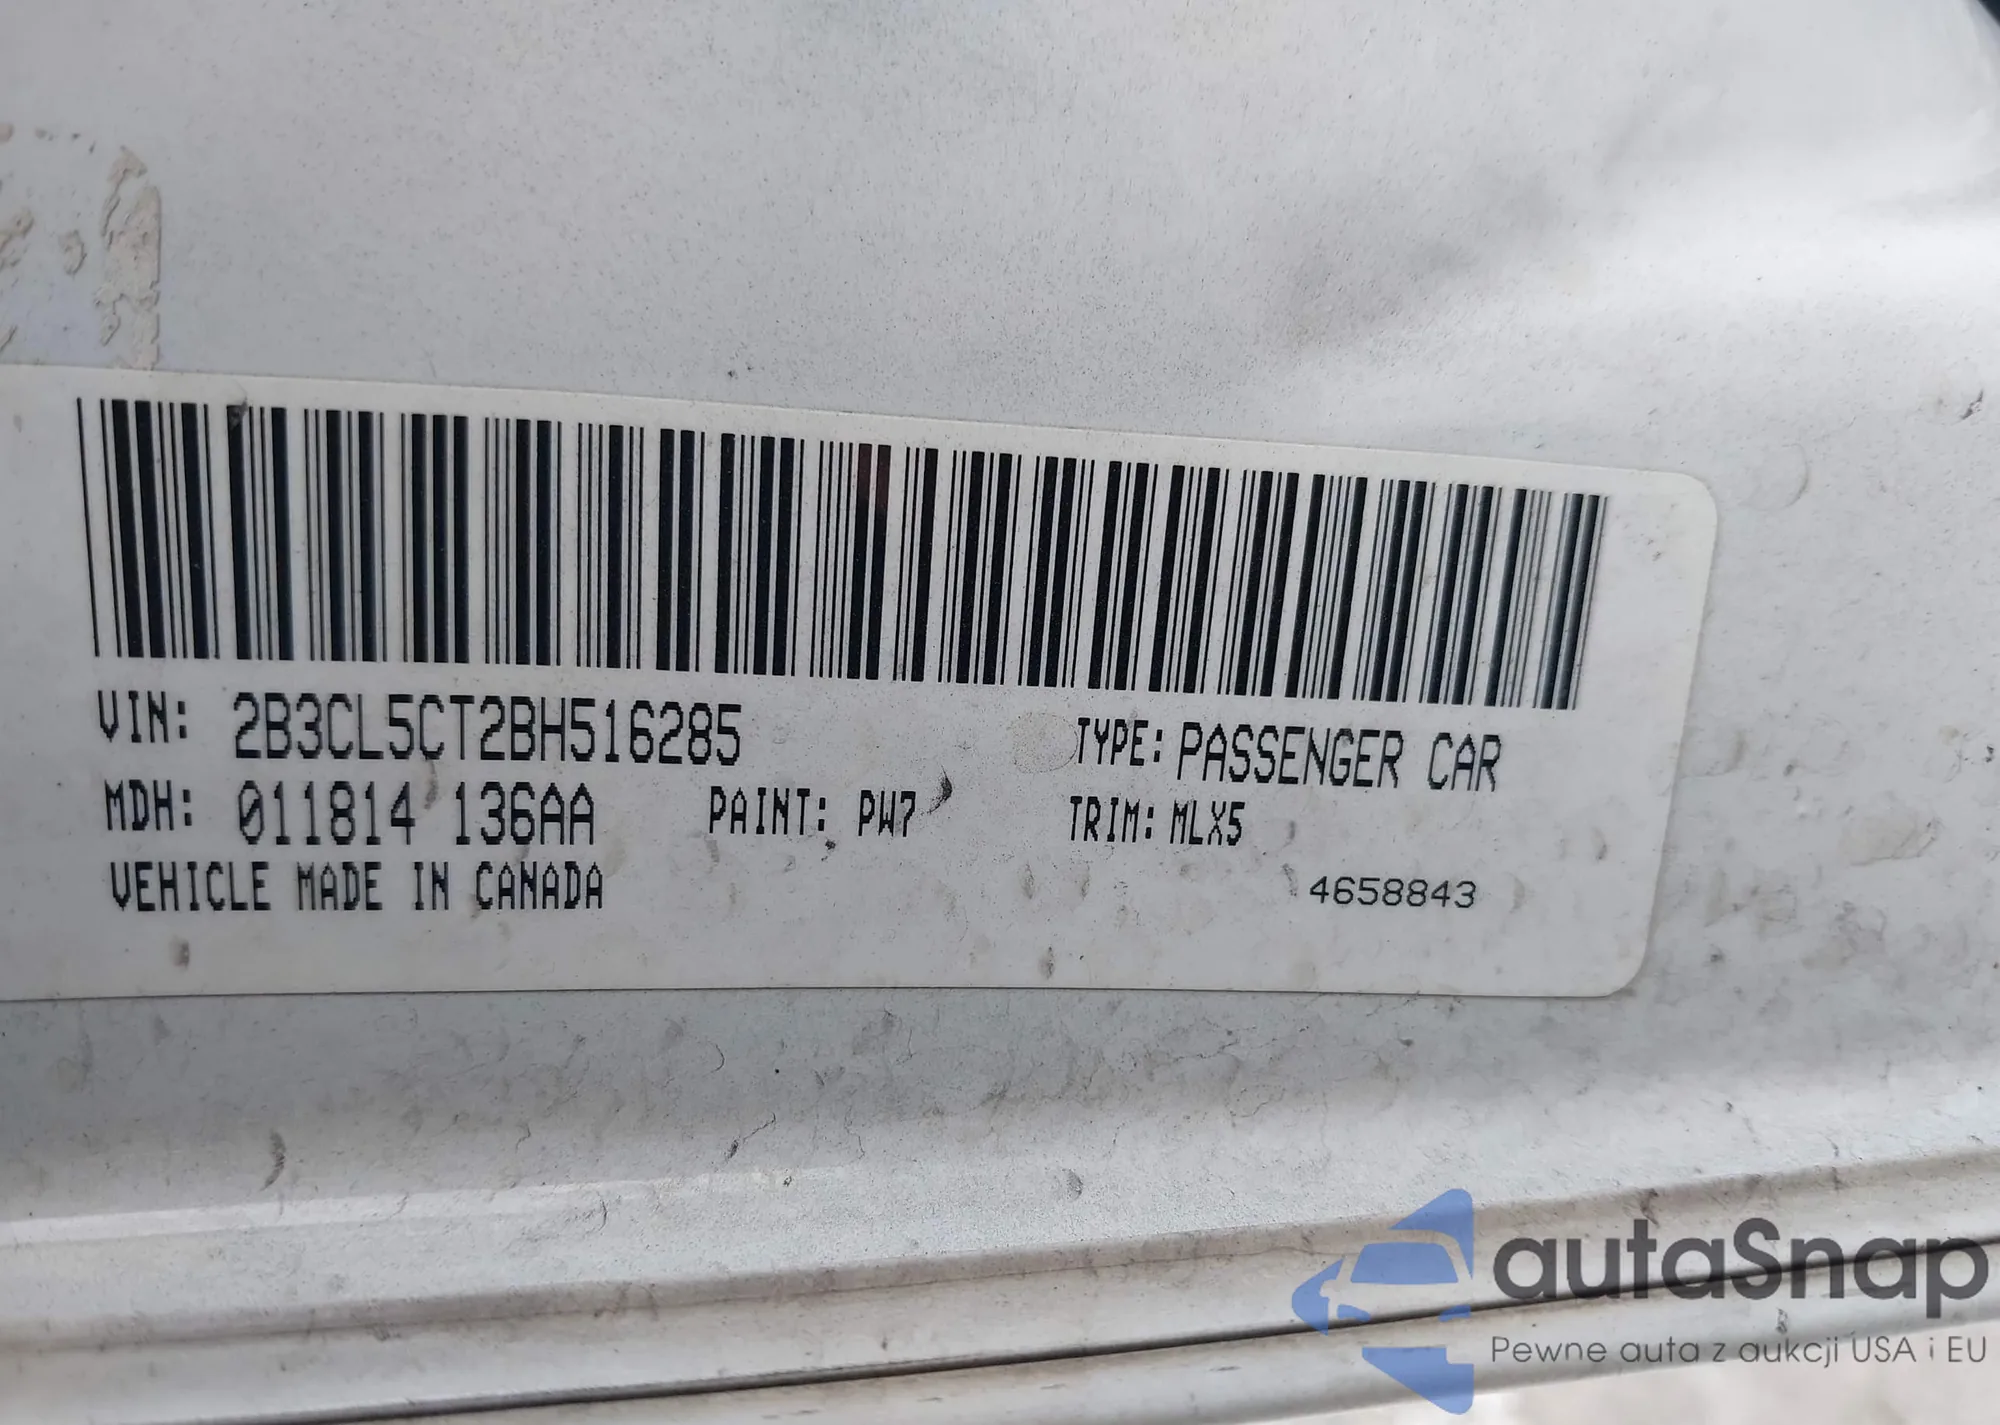 VIN: 2B3CL5CT2BH516285 TYPE: PASSENGER CAR
MDH: 011814 136AA PAINT: PW7 TRIM: MLX5
VEHICLE MADE IN CANADA 4658843
autaSnap
Pewne auta z aukcji USA i EU